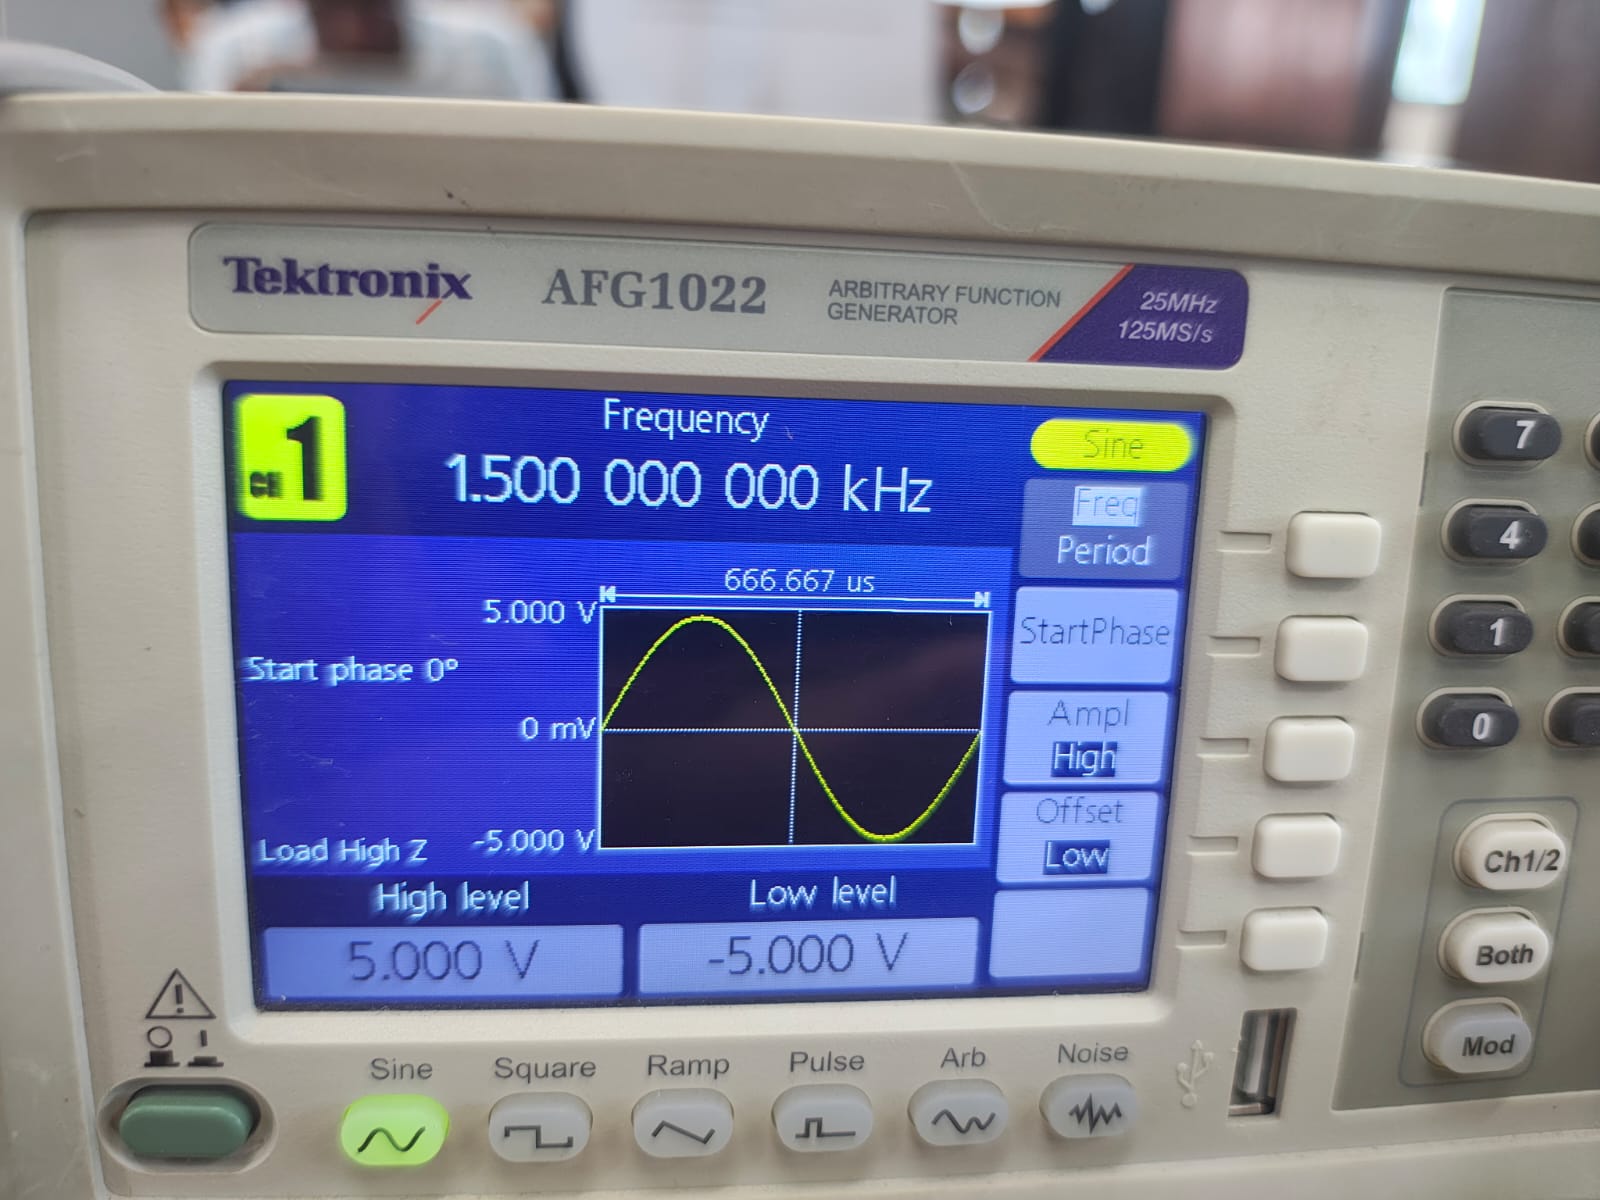 Tektronix AFG1022 ARBITRARY FUNCTION GENERATOR
25MHz
125MS/s
CH 1
Frequency
1.500 000 000 kHz
Sine
Freq
Period
666.667 us
5.000 V
StartPhase
Start phase 0°
0 mV
Ampl
High
Offset
Low
Load High Z
-5.000 V
High level
Low level
5.000 V
-5.000 V
7
4
1
0
Ch1/2
Both
Mod
Sine
Square
Ramp
Pulse
Arb
Noise